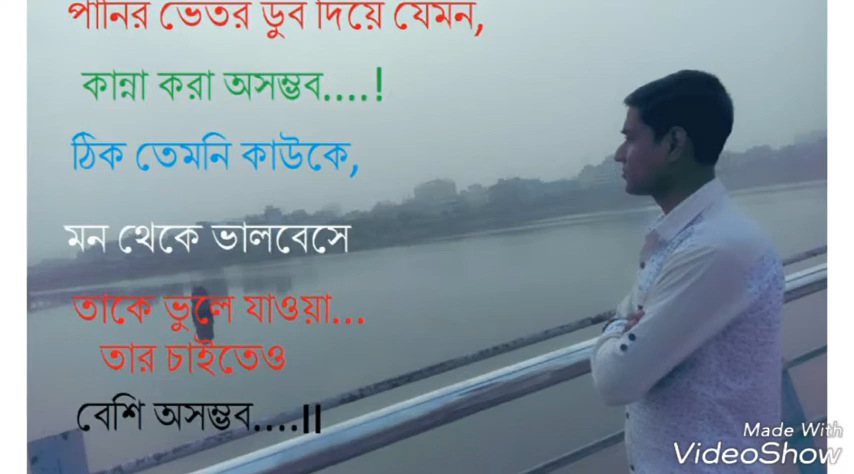 পানির ভেতর ডুব দিয়ে যেমন,
কান্না করা অসম্ভব....!
ঠিক তেমনি কাউকে,
মন থেকে ভালবেসে
তাকে ভুলে যাওয়া...
তার চাইতেও
বেশি অসম্ভব....॥
Made With
VideoShow